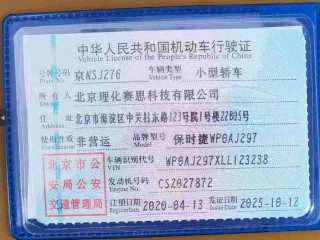 中华人民共和国机动车行驶证
Vehicle License of the People's Republic of China
号牌号码 京NSJ276 车辆类型 小型轿车
Plate No. Vehicle Type
所有人 北京理化赛思科技有限公司
Owner
住址 北京市海淀区中关村东路123号院1号楼22805号
Address
使用性质 非营运 品牌型号 保时捷WP0AJ297
Use Character Model
北京市公安局公安交通管理局
车辆识别代号 WP0AJ297XLL123238
VIN
发动机号码 CSZ027872
Engine No.
注册日期 2020-04-13 发证日期 2025-10-12
Register Date Issue Date